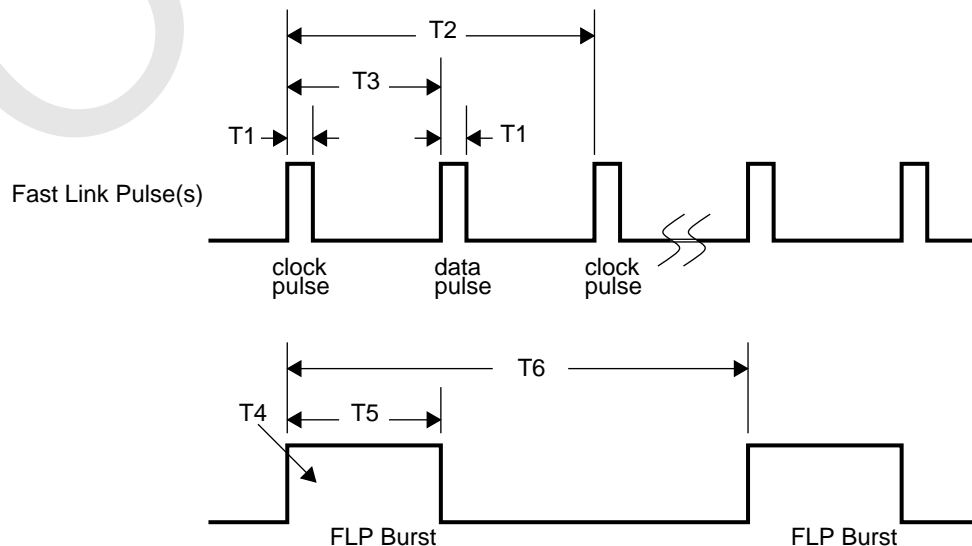 T2
T3
T1
T1
Fast Link Pulse(s)
clock
pulse
data
pulse
clock
pulse
T6
T4
T5
FLP Burst
FLP Burst